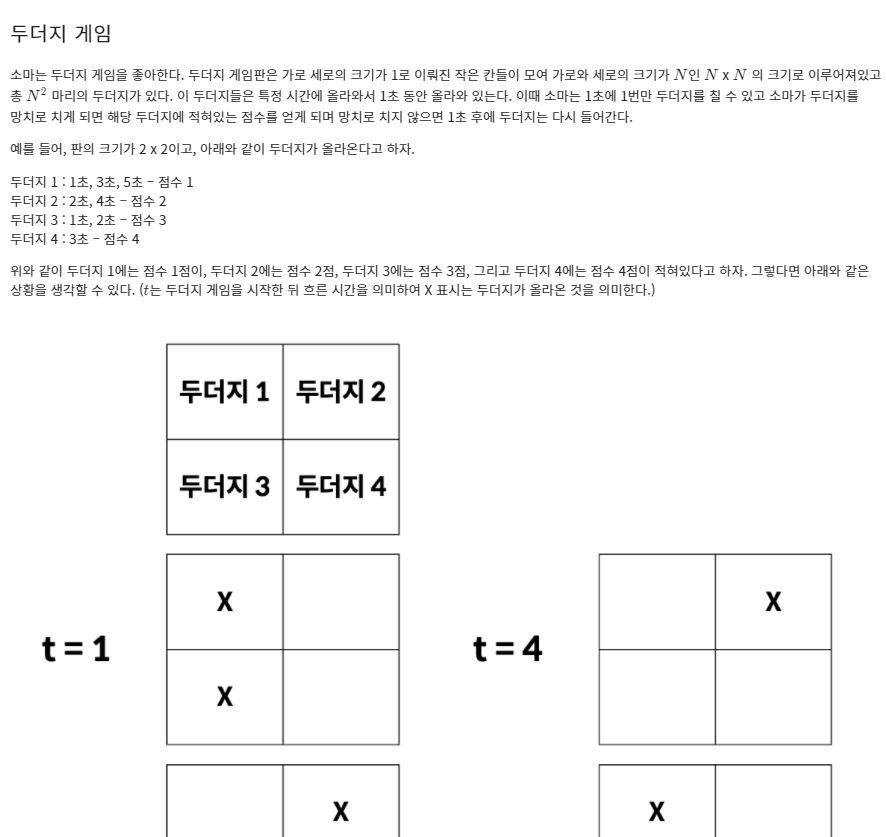 두더지 게임
소마는 두더지 게임을 좋아한다. 두더지 게임판은 가로 세로의 크기가 1로 이뤄진 작은 칸들이 모여 가로와 세로의 크기가 N인 N x N 의 크기로 이루어져있고
총 N² 마리의 두더지가 있다. 이 두더지들은 특정 시간에 올라와서 1초 동안 올라와 있는다. 이때 소마는 1초에 1번만 두더지를 칠 수 있고 소마가 두더지를
망치로 치게 되면 해당 두더지에 적혀있는 점수를 얻게 되며 망치로 치지 않으면 1초 후에 두더지는 다시 들어간다.
예를 들어, 판의 크기가 2 x 2이고, 아래와 같이 두더지가 올라온다고 하자.
두더지 1 : 1초, 3초, 5초 – 점수 1
두더지 2 : 2초, 4초 – 점수 2
두더지 3 : 1초, 2초 – 점수 3
두더지 4 : 3초 – 점수 4
위와 같이 두더지 1에는 점수 1점이, 두더지 2에는 점수 2점, 두더지 3에는 점수 3점, 그리고 두더지 4에는 점수 4점이 적혀있다고 하자. 그렇다면 아래와 같은
상황을 생각할 수 있다. (t는 두더지 게임을 시작한 뒤 흐른 시간을 의미하여 X 표시는 두더지가 올라온 것을 의미한다.)
두더지 1 두더지 2
두더지 3 두더지 4
X
t = 1
X
X
t = 4
X
X